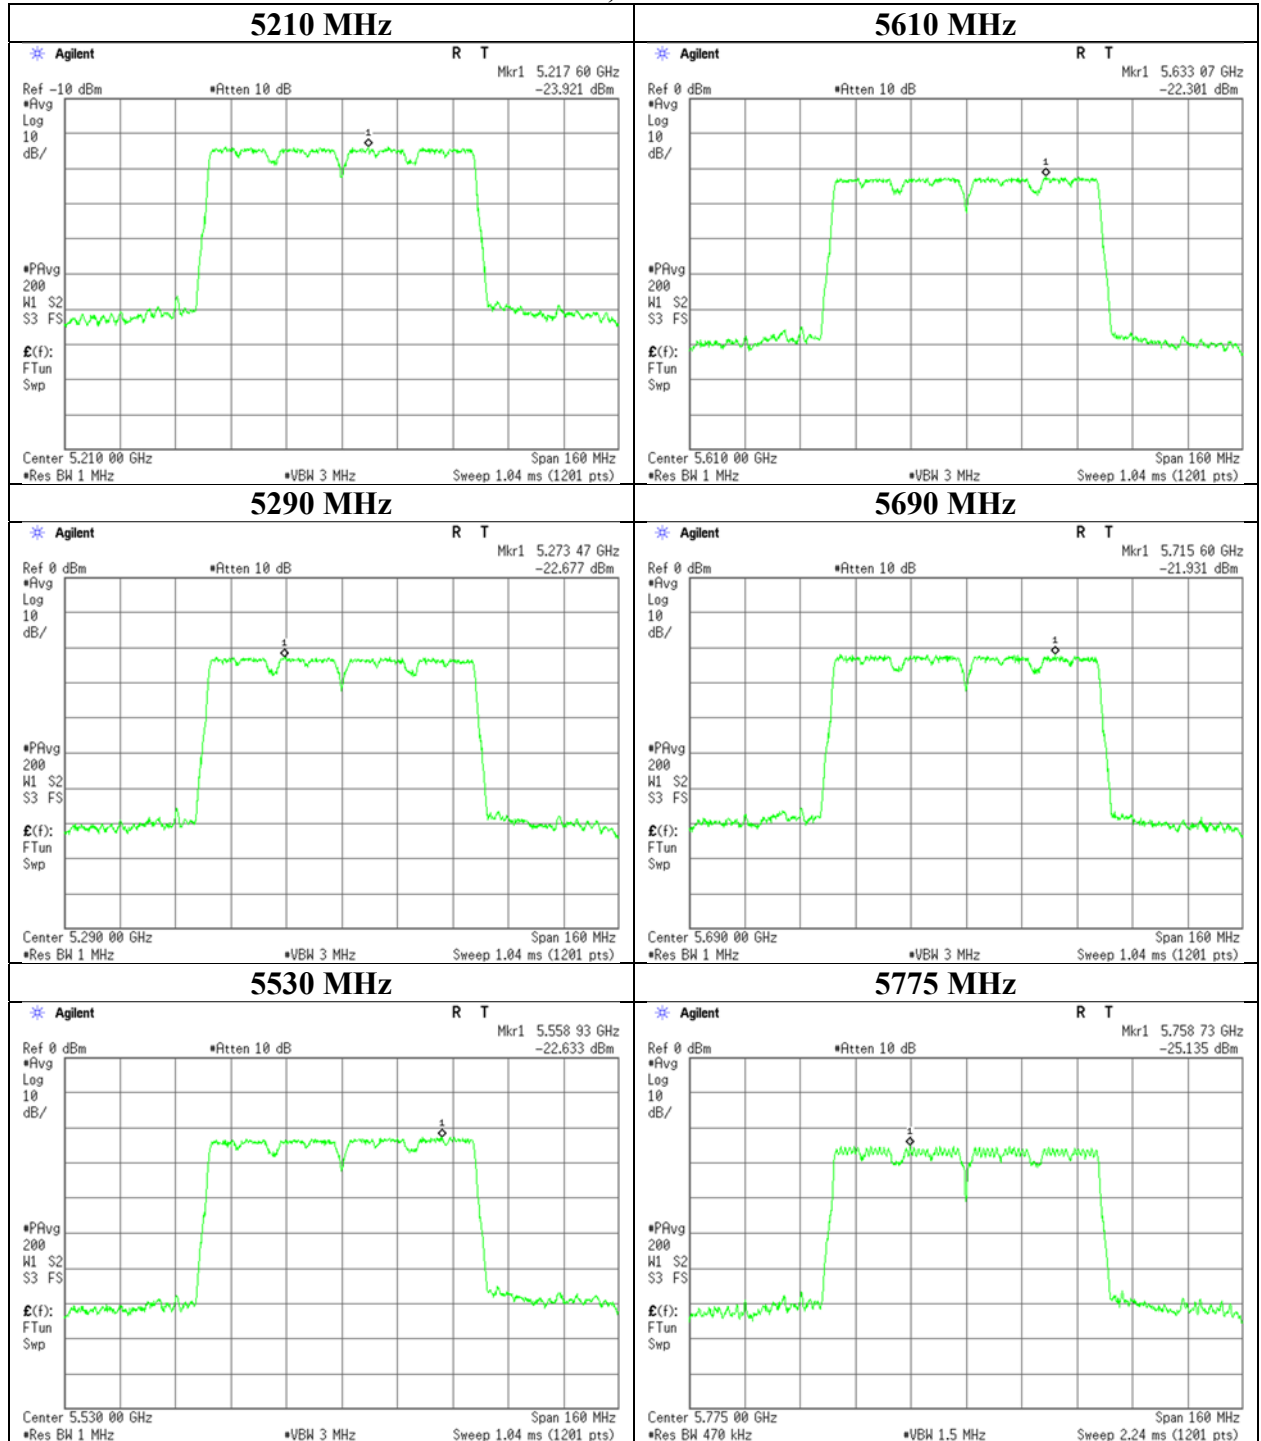 5210 MHz
Agilent
R T
Mkr1 5.217 60 GHz
Ref -10 dBm
#Atten 10 dB
-23.921 dBm
#Avg
Log
10
dB/
1
#PAvg
200
W1 S2
S3 FS
£(f):
FTun
Swp
Center 5.210 00 GHz
Span 160 MHz
#Res BW 1 MHz
#VBW 3 MHz
Sweep 1.04 ms (1201 pts)
5610 MHz
Agilent
R T
Mkr1 5.633 07 GHz
Ref 0 dBm
#Atten 10 dB
-22.301 dBm
#Avg
Log
10
dB/
1
#PAvg
200
W1 S2
S3 FS
£(f):
FTun
Swp
Center 5.610 00 GHz
Span 160 MHz
#Res BW 1 MHz
#VBW 3 MHz
Sweep 1.04 ms (1201 pts)
5290 MHz
Agilent
R T
Mkr1 5.273 47 GHz
Ref 0 dBm
#Atten 10 dB
-22.677 dBm
#Avg
Log
10
dB/
1
#PAvg
200
W1 S2
S3 FS
£(f):
FTun
Swp
Center 5.290 00 GHz
Span 160 MHz
#Res BW 1 MHz
#VBW 3 MHz
Sweep 1.04 ms (1201 pts)
5690 MHz
Agilent
R T
Mkr1 5.715 60 GHz
Ref 0 dBm
#Atten 10 dB
-21.931 dBm
#Avg
Log
10
dB/
1
#PAvg
200
W1 S2
S3 FS
£(f):
FTun
Swp
Center 5.690 00 GHz
Span 160 MHz
#Res BW 1 MHz
#VBW 3 MHz
Sweep 1.04 ms (1201 pts)
5530 MHz
Agilent
R T
Mkr1 5.558 93 GHz
Ref 0 dBm
#Atten 10 dB
-22.633 dBm
#Avg
Log
10
dB/
1
#PAvg
200
W1 S2
S3 FS
£(f):
FTun
Swp
Center 5.530 00 GHz
Span 160 MHz
#Res BW 1 MHz
#VBW 3 MHz
Sweep 1.04 ms (1201 pts)
5775 MHz
Agilent
R T
Mkr1 5.758 73 GHz
Ref 0 dBm
#Atten 10 dB
-25.135 dBm
#Avg
Log
10
dB/
1
#PAvg
200
W1 S2
S3 FS
£(f):
FTun
Swp
Center 5.775 00 GHz
Span 160 MHz
#Res BW 470 kHz
#VBW 1.5 MHz
Sweep 2.24 ms (1201 pts)